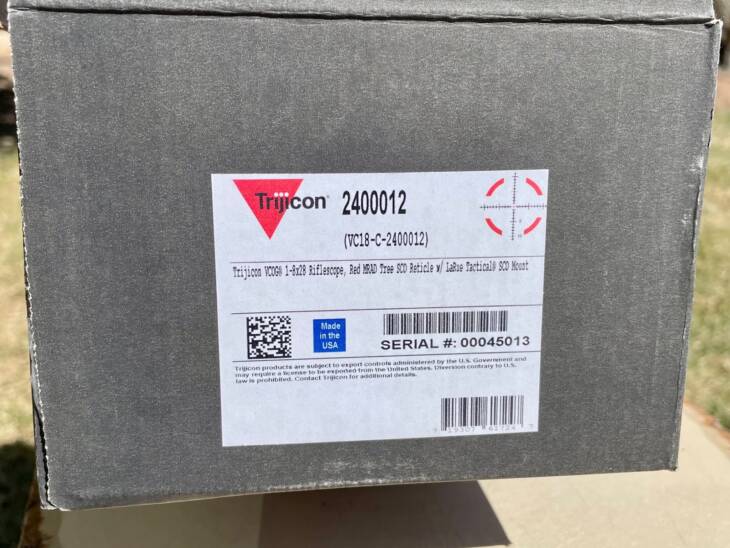 Trijicon® 2400012
(VC18-C-2400012)
Trijicon VCOG® 1-8x28 Riflescope, Red MRAD Tree SCO Reticle w/ LaRue Tactical® SCO Mount
Made
in the
USA
SERIAL #: 00045013
Trijicon products are subject to export controls administered by the U.S. Government and
may require a license to be exported from the United States. Diversion contrary to U.S.
law is prohibited. Contact Trijicon for additional details.